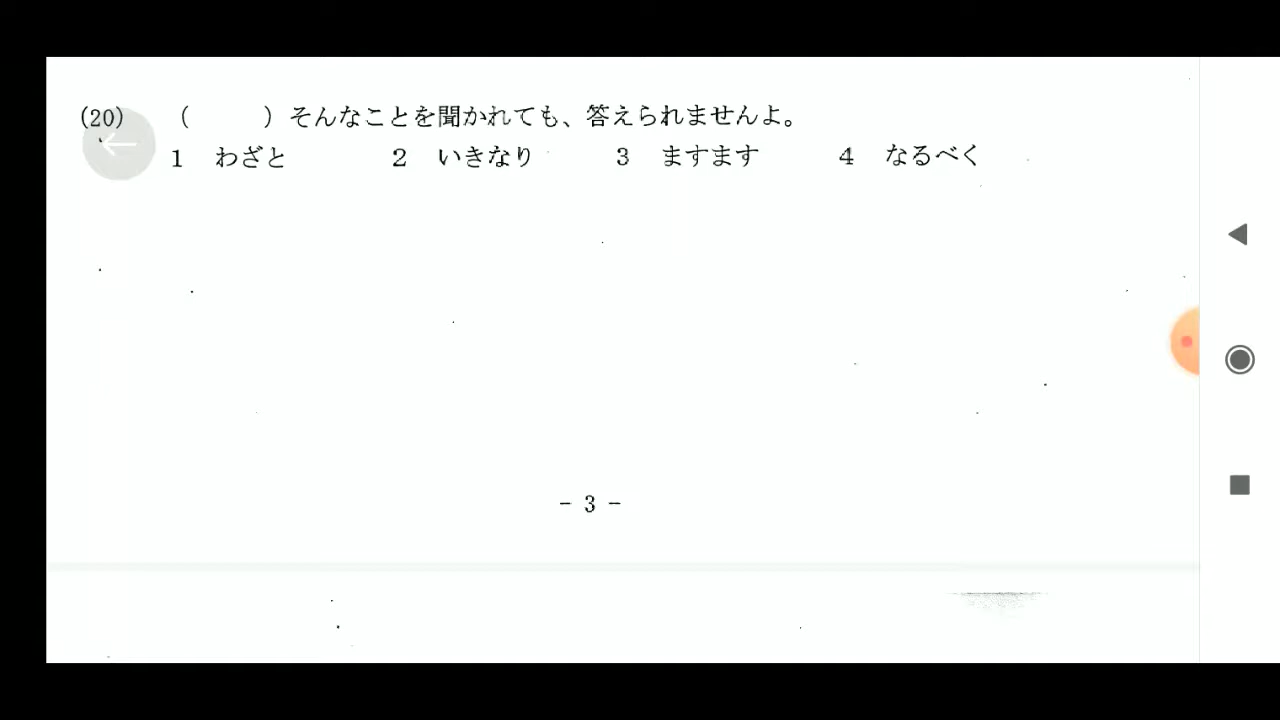 (20) (　　　) そんなことを聞かれても、答えられませんよ。
1 わざと 2 いきなり 3 ますます 4 なるべく
- 3 -